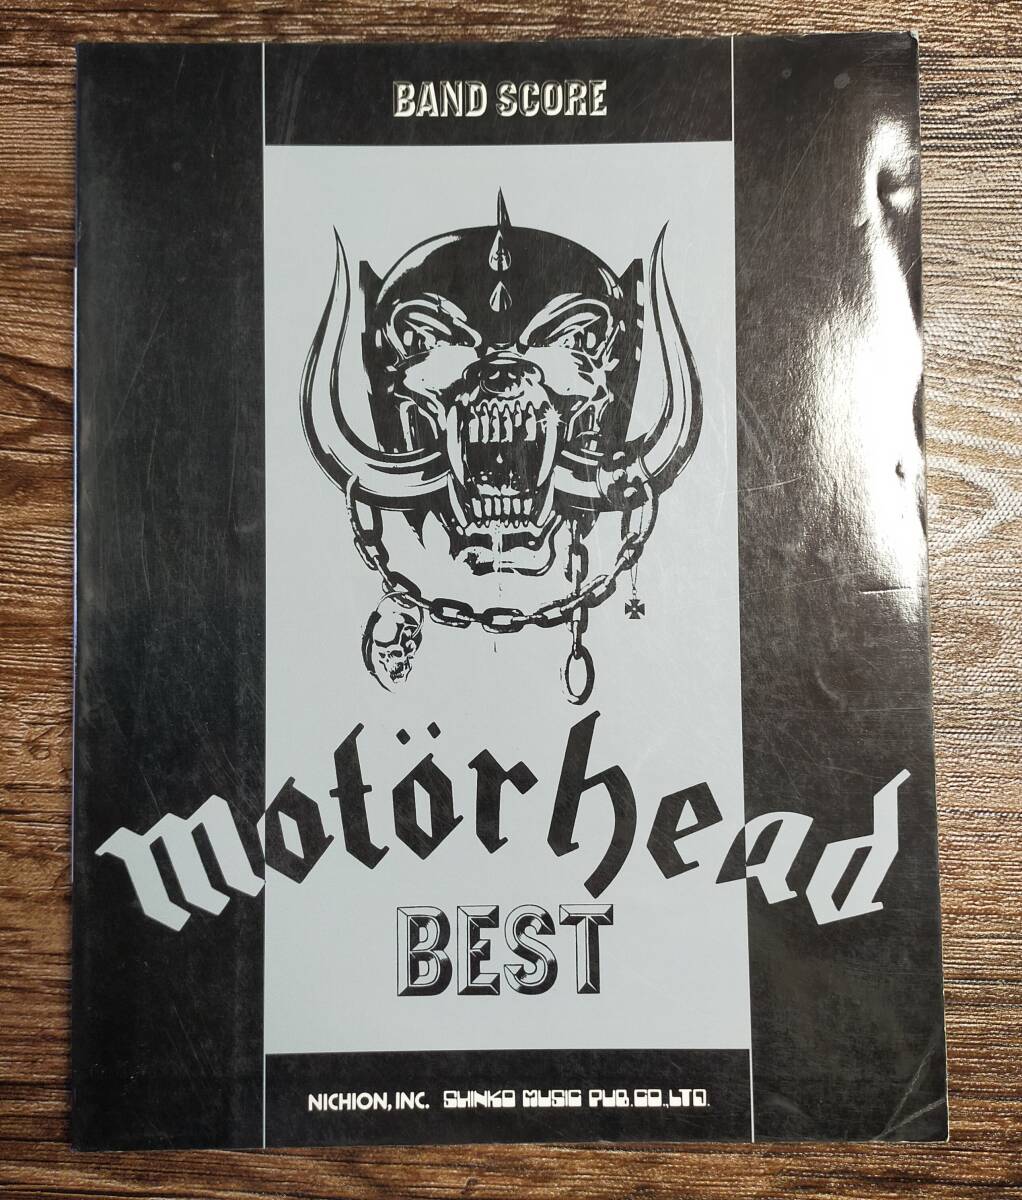 BAND SCORE
motörhead
BEST
NICHION, INC. SHINKO MUSIC PUB. CO., LTD.